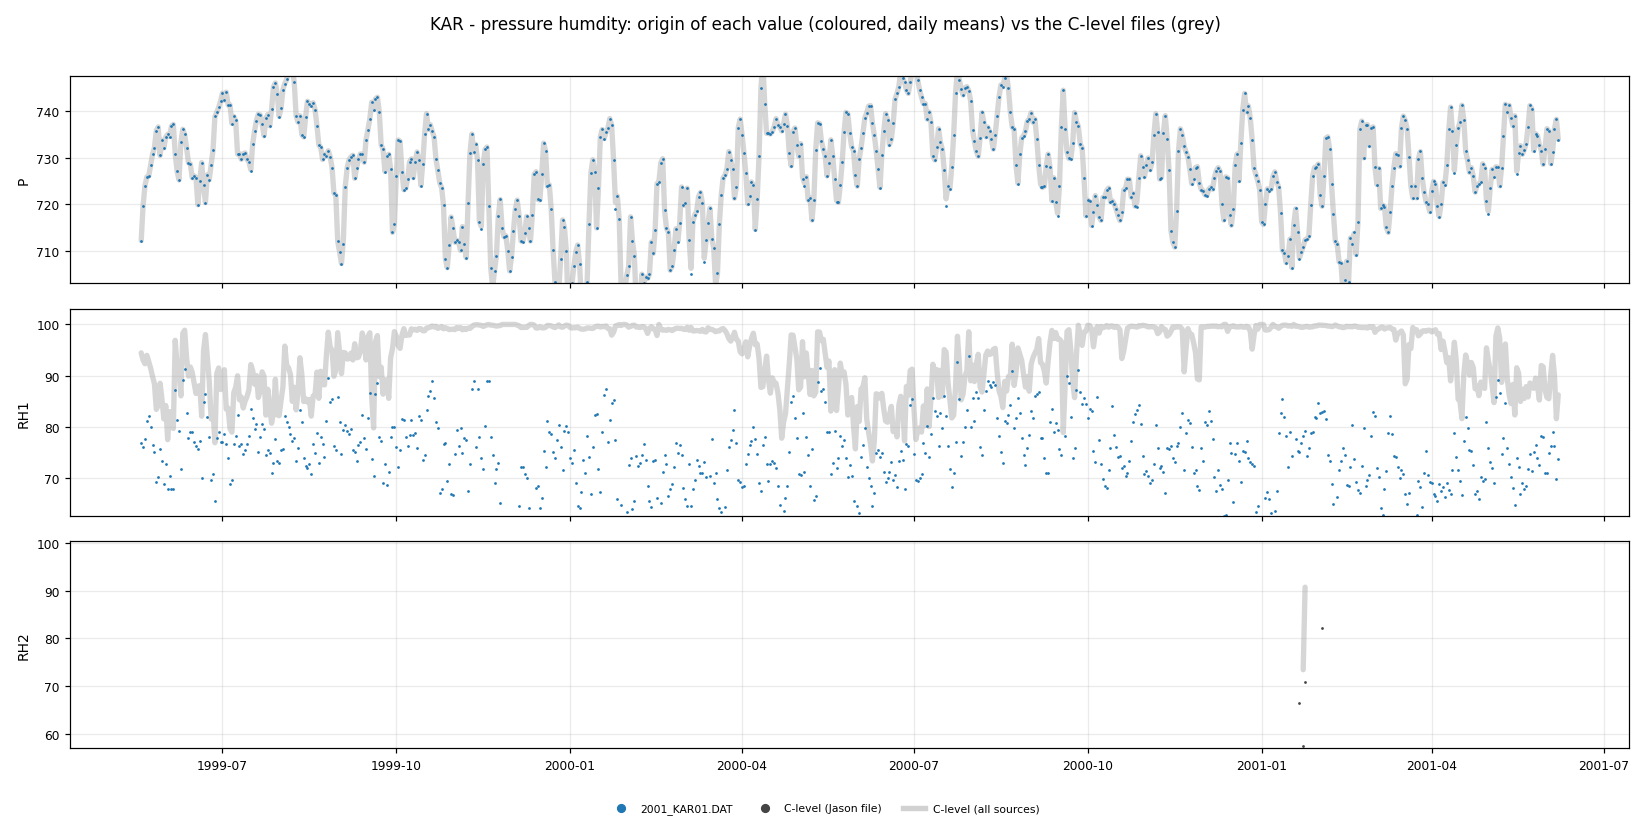 KAR - pressure humdity: origin of each value (coloured, daily means) vs the C-level files (grey)
P
740
730
720
710
RH1
100
90
80
70
RH2
100
90
80
70
60
1999-07 1999-10 2000-01 2000-04 2000-07 2000-10 2001-01 2001-04 2001-07
2001_KAR01.DAT C-level (Jason file) C-level (all sources)